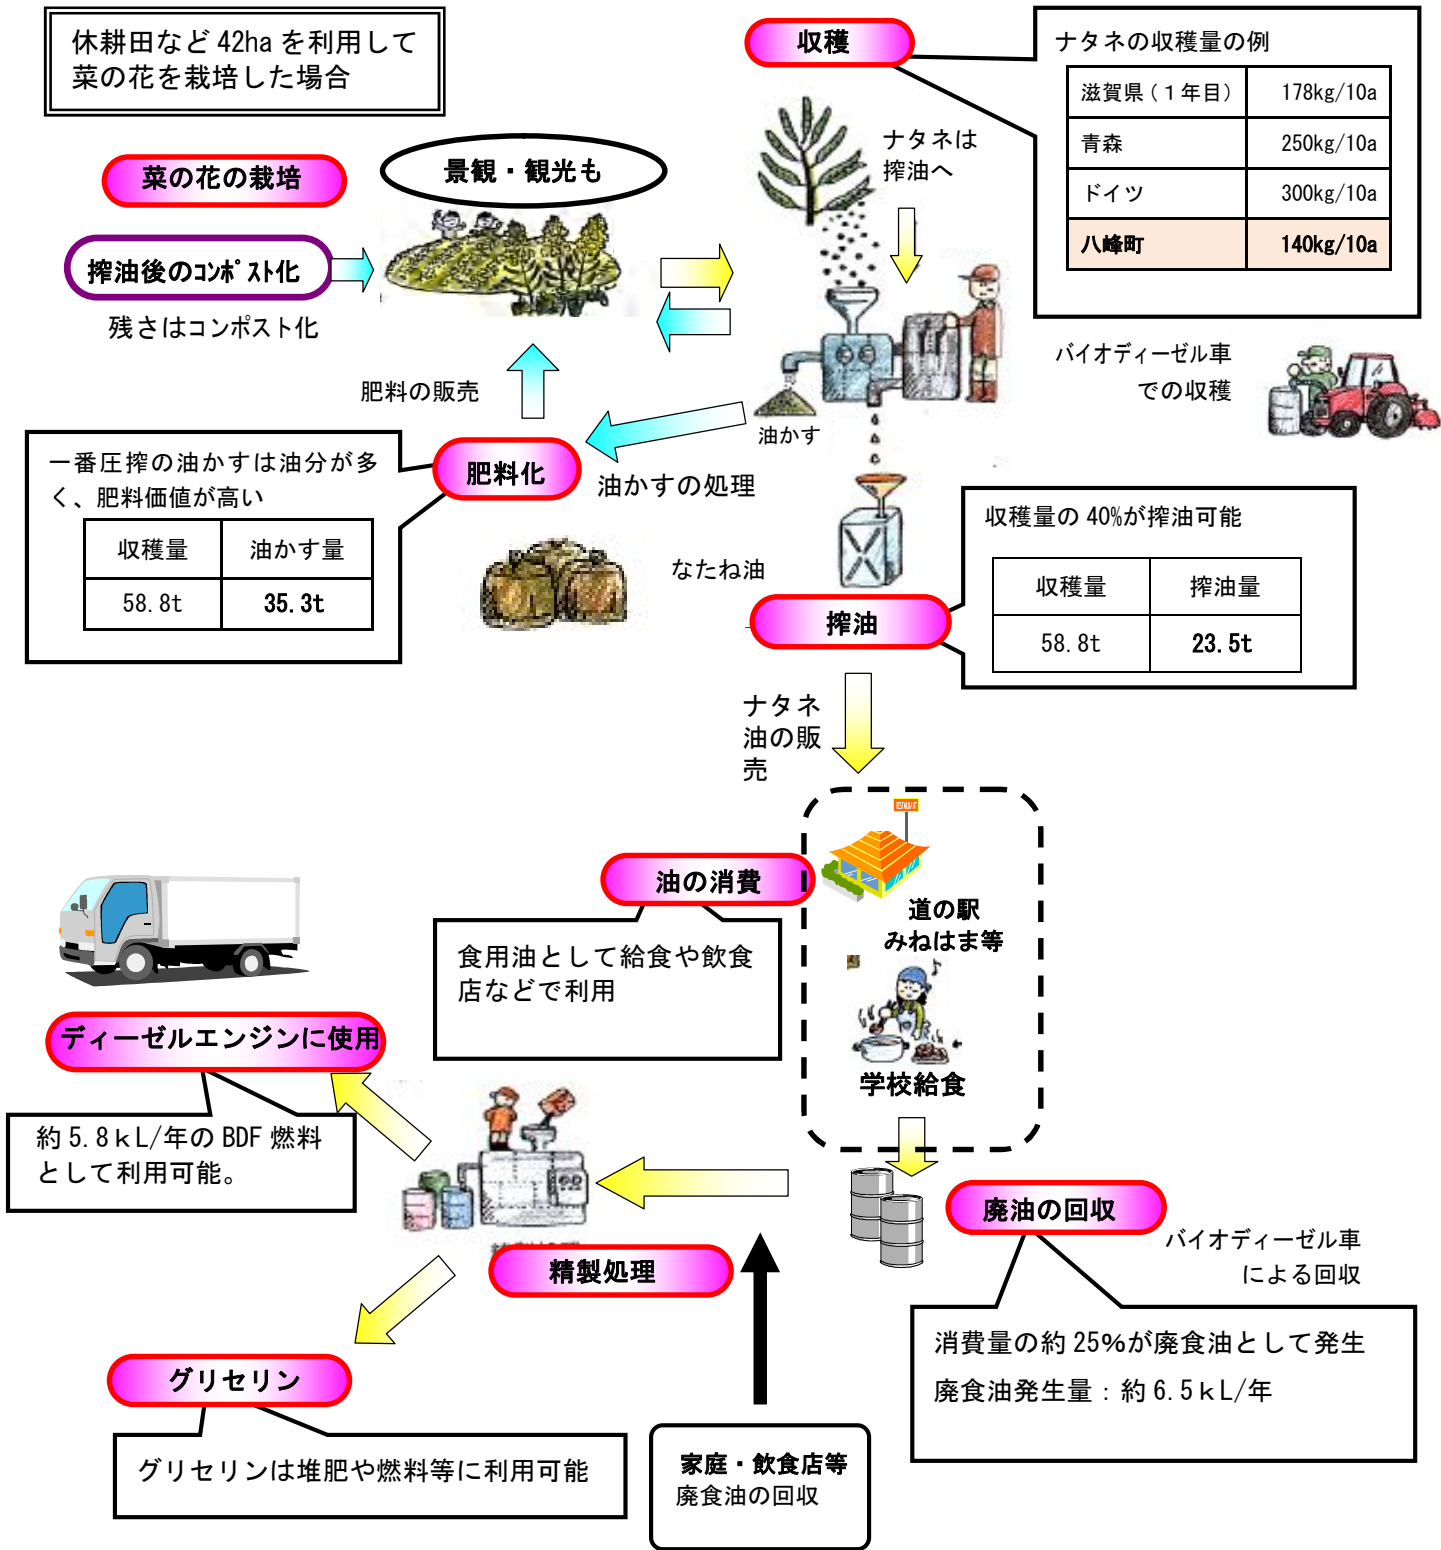 休耕田など 42ha を利用して
菜の花を栽培した場合
収穫
ナタネの収穫量の例
滋賀県（１年目） 178kg/10a
青森 250kg/10a
ドイツ 300kg/10a
八峰町 140kg/10a
菜の花の栽培
景観・観光も
ナタネは
搾油へ
搾油後のｺﾝﾎﾟｽﾄ化
残さはコンポスト化
バイオディーゼル車
での収穫
肥料の販売
油かす
一番圧搾の油かすは油分が多
く、肥料価値が高い
収穫量 油かす量
58.8t 35.3t
肥料化
油かすの処理
なたね油
収穫量の 40%が搾油可能
収穫量 搾油量
58.8t 23.5t
搾油
ナタネ
油の販
売
RESTAURANT
油の消費
道の駅
みねはま等
食用油として給食や飲食
店などで利用
学校給食
ディーゼルエンジンに使用
約 5.8ｋL/年の BDF 燃料
として利用可能。
廃油の回収
バイオディーゼル車
による回収
精製処理
消費量の約 25%が廃食油として発生
廃食油発生量：約 6.5ｋL/年
グリセリン
グリセリンは堆肥や燃料等に利用可能
家庭・飲食店等
廃食油の回収